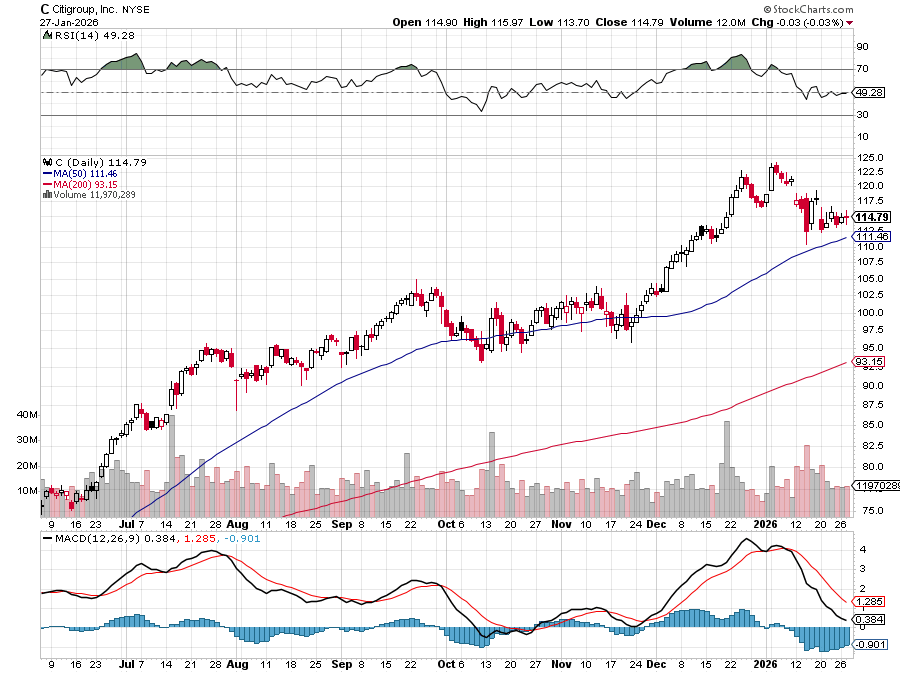 C Citigroup, Inc. NYSE
© StockCharts.com
27-Jan-2026
Open 114.90 High 115.97 Low 113.70 Close 114.79 Volume 12.0M Chg -0.03 (-0.03%)
RSI(14) 49.28
90
70
49.28
30
10
C (Daily) 114.79
MA(50) 111.46
MA(200) 93.15
Volume 11,970,289
125.0
122.5
120.0
117.5
114.79
111.46
110.0
107.5
105.0
102.5
100.0
97.5
95.0
93.15
90.0
87.5
85.0
82.5
80.0
11970289
75.0
40M
30M
20M
10M
9 16 23 Jul 7 14 21 28 Aug 11 18 25 Sep 8 15 22 Oct 6 13 20 27 Nov 10 17 24 Dec 8 15 22 2026 12 20 26
MACD(12,26,9) 0.384, 1.285, -0.901
4
3
2
1.285
0.384
0
-0.901
9 16 23 Jul 7 14 21 28 Aug 11 18 25 Sep 8 15 22 Oct 6 13 20 27 Nov 10 17 24 Dec 8 15 22 2026 12 20 26